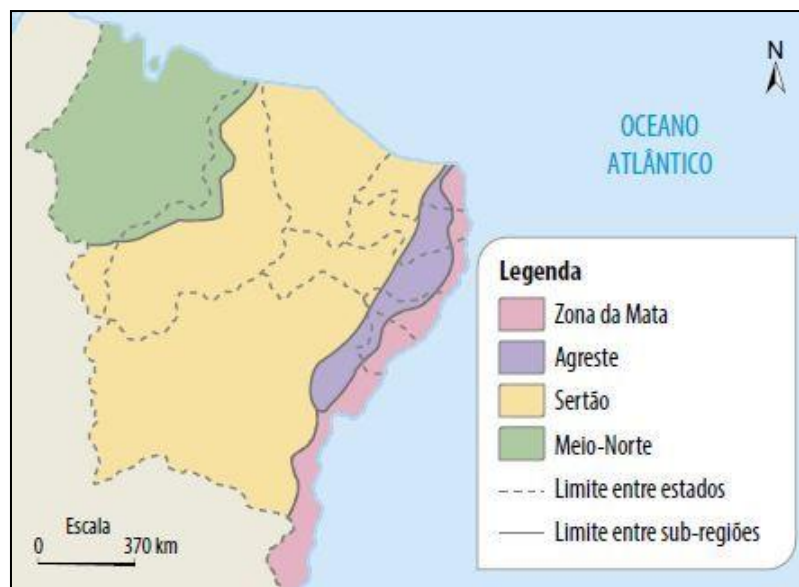 N
OCEANO
ATLÂNTICO
Legenda
Zona da Mata
Agreste
Sertão
Meio-Norte
Limite entre estados
Limite entre sub-regiões
Escala
0 370 km